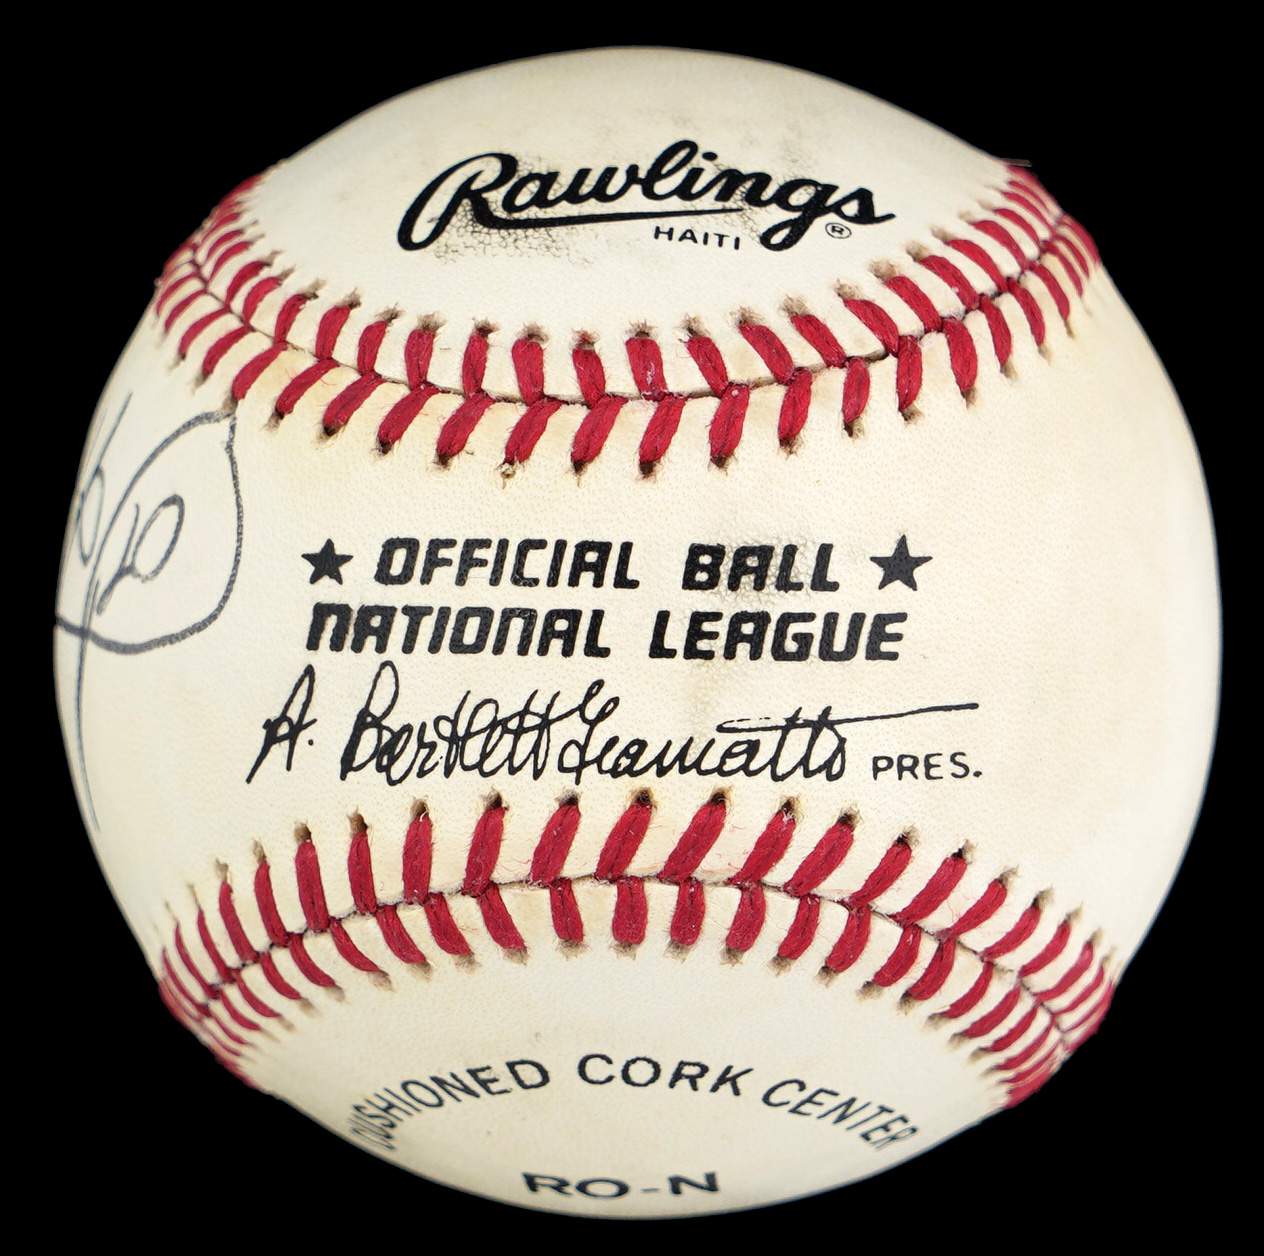 Rawlings ®
HAITI
★ OFFICIAL BALL ★
NATIONAL LEAGUE
A. Bartlett Giamatti PRES.
CUSHIONED CORK CENTER
RO-N